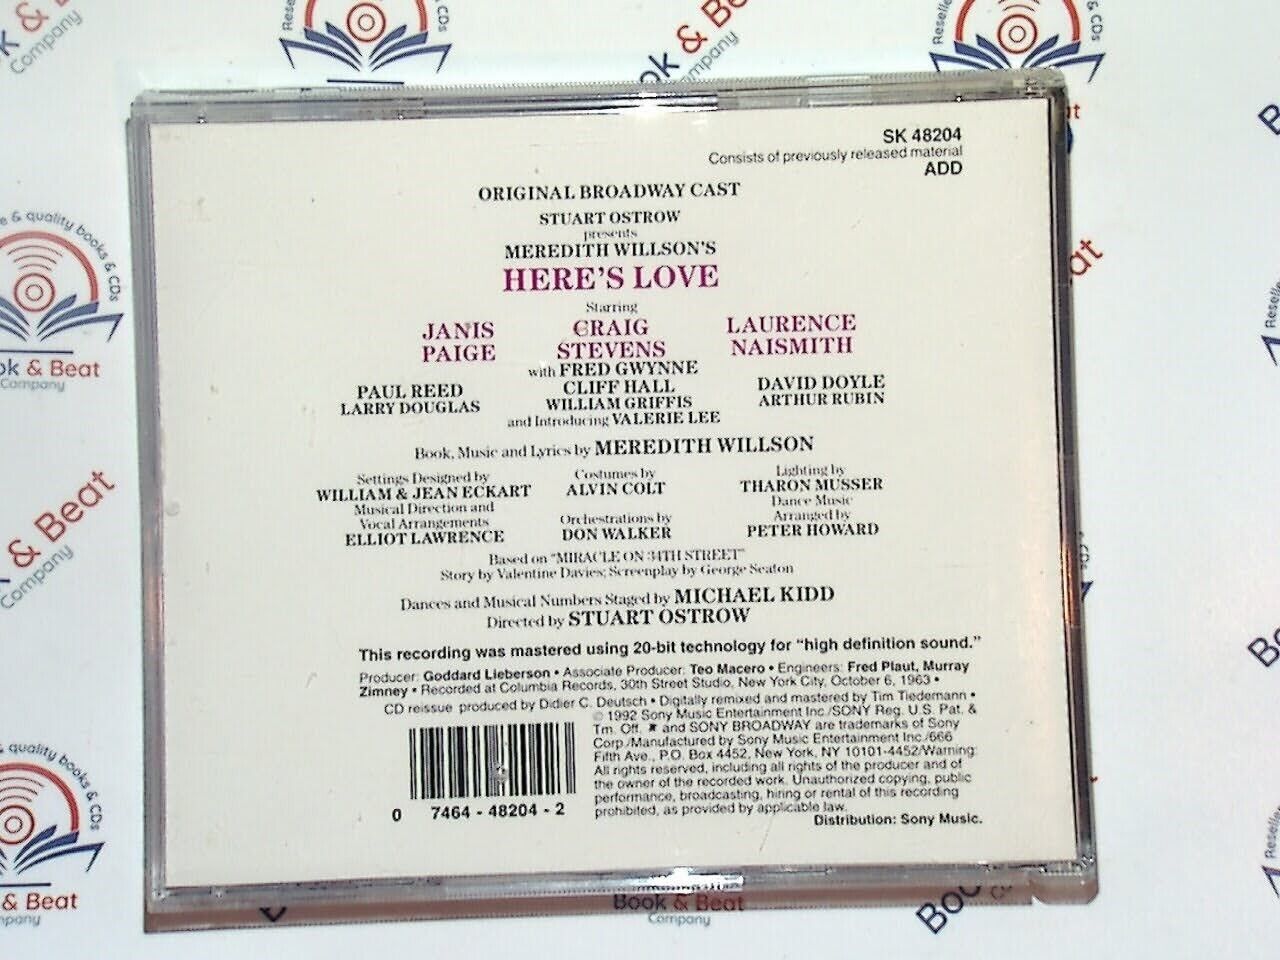 SK 48204
Consists of previously released material
ADD
ORIGINAL BROADWAY CAST
STUART OSTROW
presents
MEREDITH WILLSON'S
HERE'S LOVE
Starring
JANIS PAIGE
CRAIG STEVENS
LAURENCE NAISMITH
with FRED GWYNNE
PAUL REED CLIFF HALL DAVID DOYLE
LARRY DOUGLAS WILLIAM GRIFFIS ARTHUR RUBIN
and Introducing VALERIE LEE
Book, Music and Lyrics by MEREDITH WILLSON
Settings Designed by
WILLIAM & JEAN ECKART
Costumes by
ALVIN COLT
Lighting by
THARON MUSSER
Musical Direction and
Vocal Arrangements
ELLIOT LAWRENCE
Orchestrations by
DON WALKER
Dance Music
Arranged by
PETER HOWARD
Based on "MIRACLE ON 34TH STREET"
Story by Valentine Davies; Screenplay by George Seaton
Dances and Musical Numbers Staged by MICHAEL KIDD
Directed by STUART OSTROW
This recording was mastered using 20-bit technology for "high definition sound."
Producer: Goddard Lieberson • Associate Producer: Teo Macero • Engineers: Fred Plaut, Murray
Zimney • Recorded at Columbia Records, 30th Street Studio, New York City, October 6, 1963 •
CD reissue produced by Didier C. Deutsch • Digitally remixed and mastered by Tim Tiedemann •
© 1992 Sony Music Entertainment Inc./SONY Reg. U.S. Pat. &
Tm. Off. ★ and SONY BROADWAY are trademarks of Sony
Corp./Manufactured by Sony Music Entertainment Inc./666
Fifth Ave., P.O. Box 4452, New York, NY 10101-4452/Warning:
All rights reserved, including all rights of the producer and of
the owner of the recorded work. Unauthorized copying, public
performance, broadcasting, hiring or rental of this recording
prohibited, as provided by applicable law.
Distribution: Sony Music.
0 7464 - 48204 - 2
Book & Beat
Company